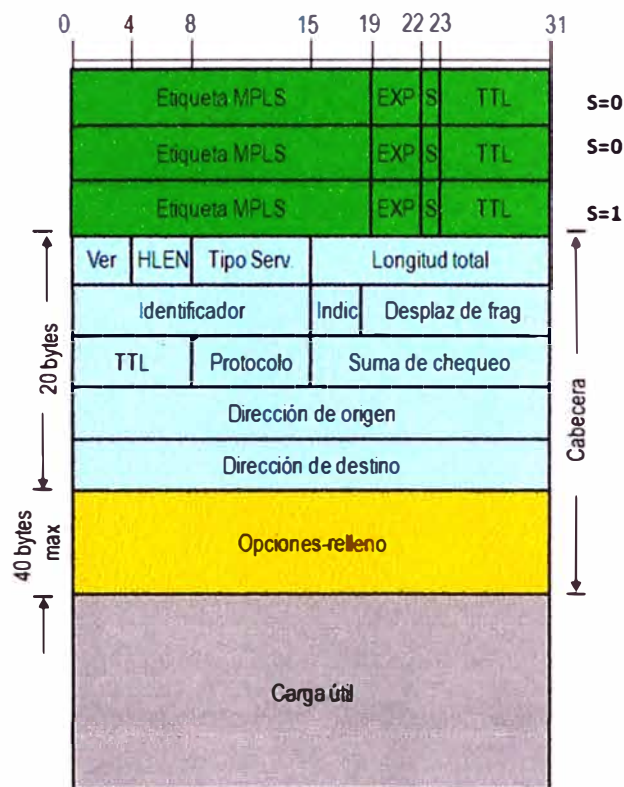 0 4 8 15 19 22 23 31
Etiqueta MPLS EXP S TTL S=0
Etiqueta MPLS EXP S TTL S=0
Etiqueta MPLS EXP S TTL S=1
Ver HLEN Tipo Serv. Longitud total
Identificador Indic Desplaz de frag
TTL Protocolo Suma de chequeo
Dirección de origen
Dirección de destino
20 bytes
Cabecera
Opciones-relleno
40 bytes
max
Carga útil